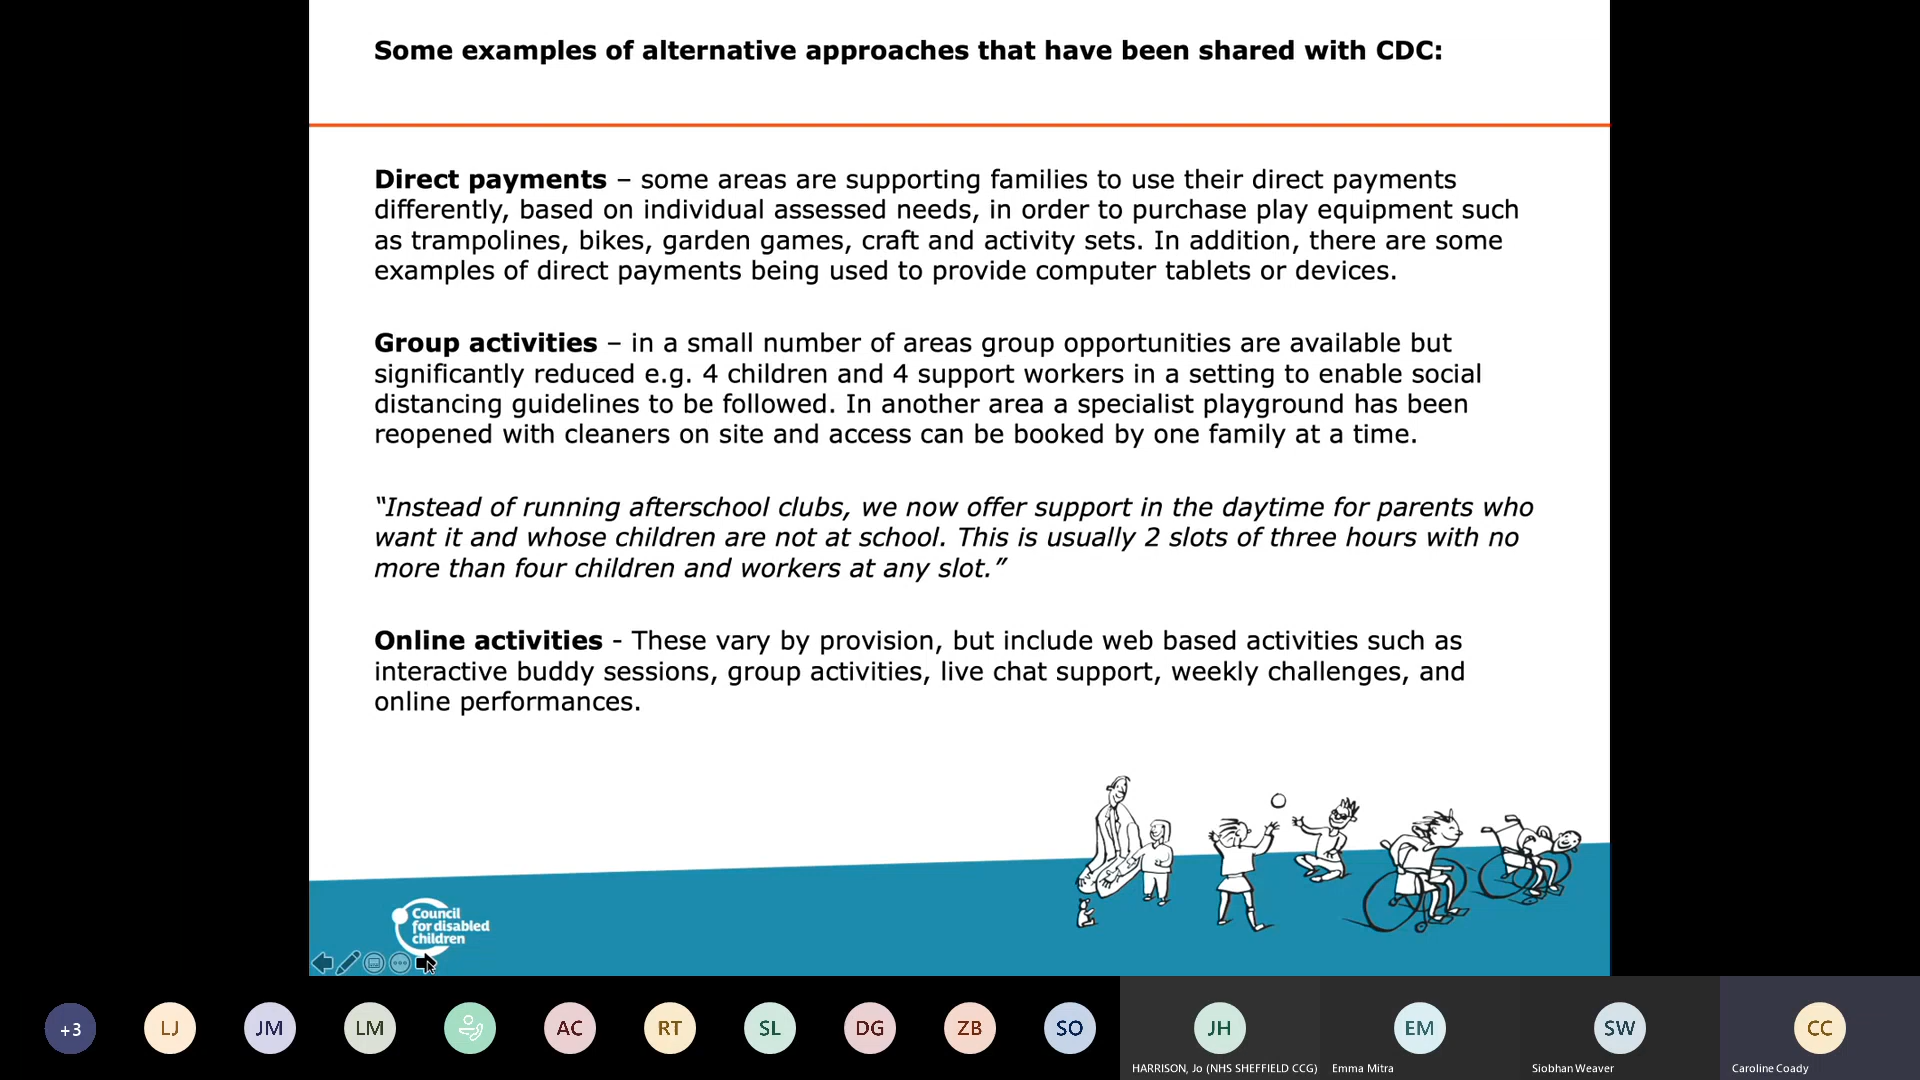 Some examples of alternative approaches that have been shared with CDC:
Direct payments – some areas are supporting families to use their direct payments
differently, based on individual assessed needs, in order to purchase play equipment such
as trampolines, bikes, garden games, craft and activity sets. In addition, there are some
examples of direct payments being used to provide computer tablets or devices.
Group activities – in a small number of areas group opportunities are available but
significantly reduced e.g. 4 children and 4 support workers in a setting to enable social
distancing guidelines to be followed. In another area a specialist playground has been
reopened with cleaners on site and access can be booked by one family at a time.
“Instead of running afterschool clubs, we now offer support in the daytime for parents who
want it and whose children are not at school. This is usually 2 slots of three hours with no
more than four children and workers at any slot.”
Online activities - These vary by provision, but include web based activities such as
interactive buddy sessions, group activities, live chat support, weekly challenges, and
online performances.
Council
for disabled
children
+3 LJ JM LM AC RT SL DG ZB SO JH EM SW CC
HARRISON, Jo (NHS SHEFFIELD CCG) Emma Mitra Siobhan Weaver Caroline Coady